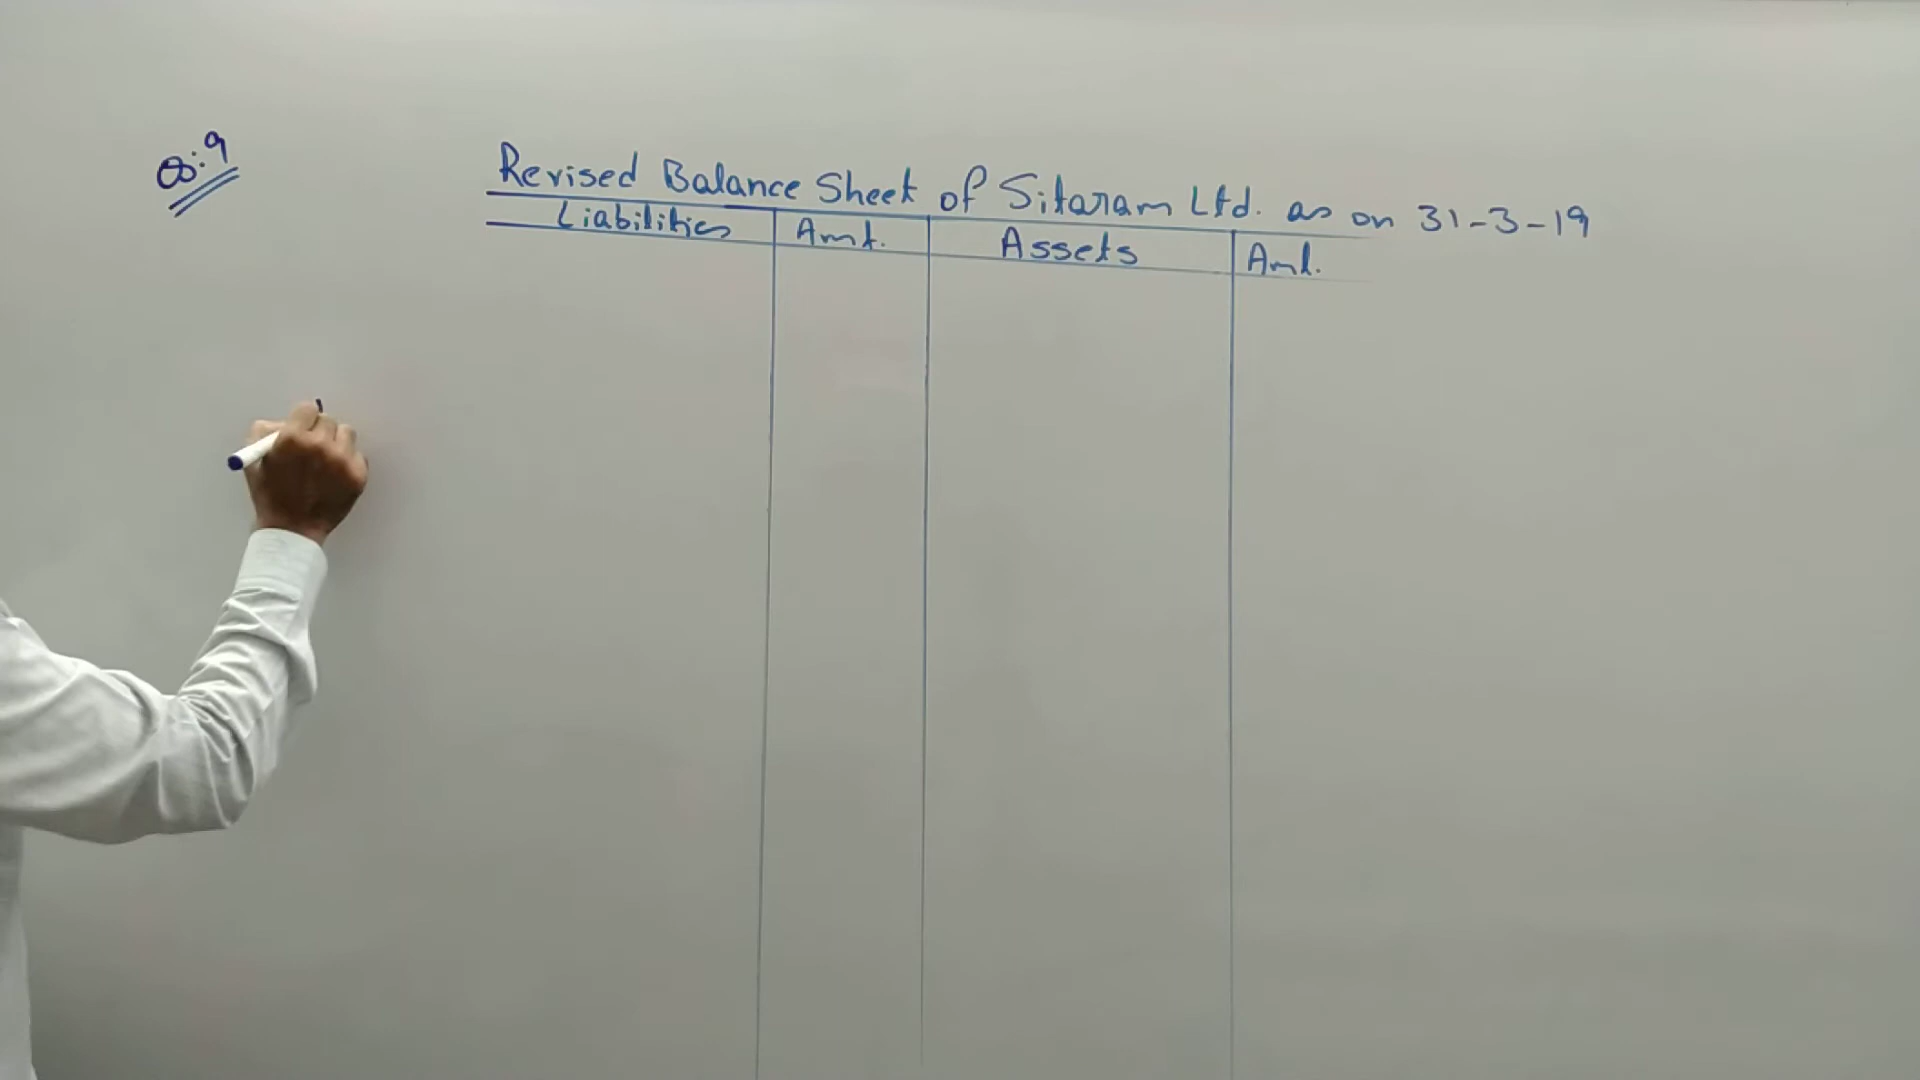 Q:9
Revised Balance Sheet of Sitaram Ltd. as on 31-3-19
Liabilities Amt. Assets Amt.